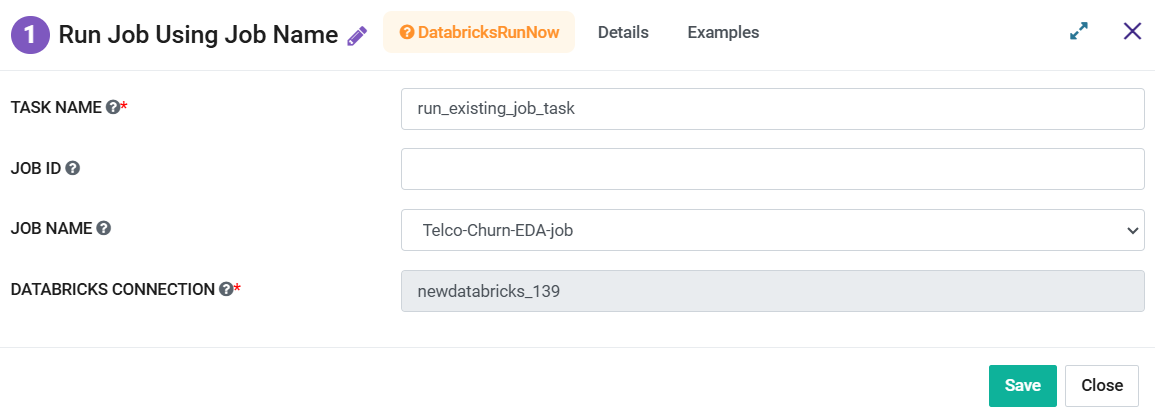 1 Run Job Using Job Name DatabricksRunNow Details Examples
TASK NAME * run_existing_job_task
JOB ID
JOB NAME Telco-Churn-EDA-job
DATABRICKS CONNECTION * newdatabricks_139
Save Close